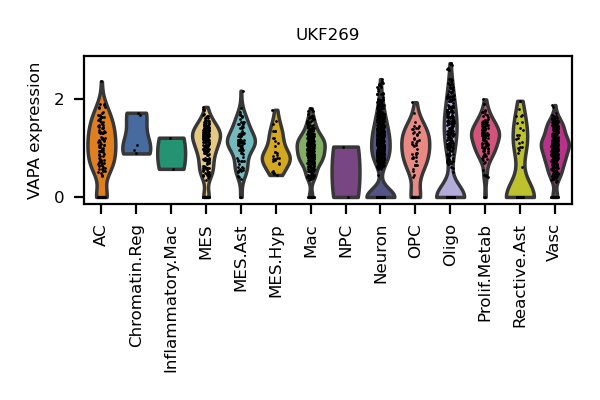 UKF269
VAPA expression
2
0
AC
Chromatin.Reg
Inflammatory.Mac
MES
MES.Ast
MES.Hyp
Mac
NPC
Neuron
OPC
Oligo
Prolif.Metab
Reactive.Ast
Vasc